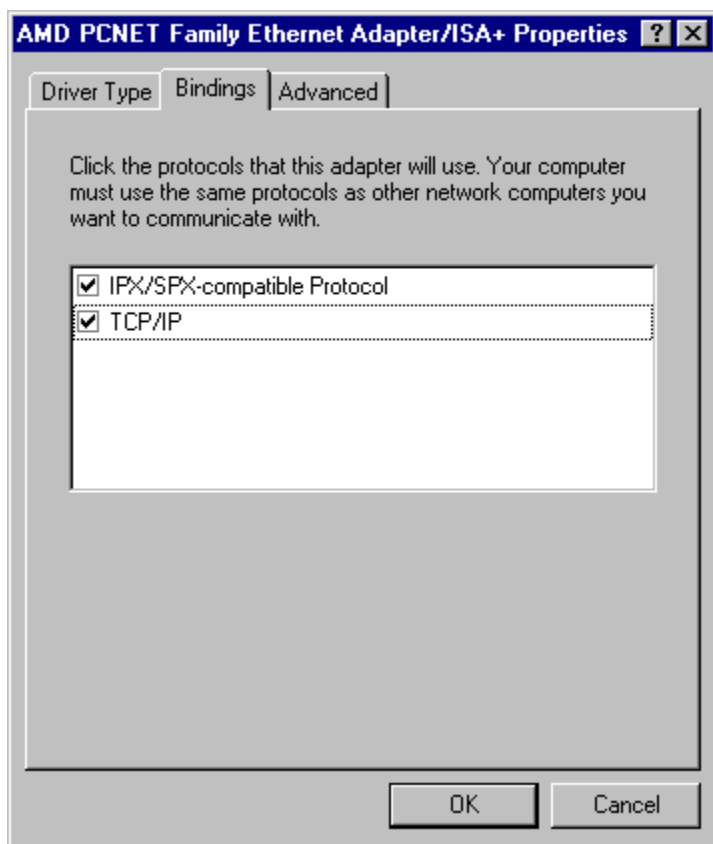 AMD PCNET Family Ethernet Adapter/ISA+ Properties
Driver Type Bindings Advanced
Click the protocols that this adapter will use. Your computer
must use the same protocols as other network computers you
want to communicate with.
IPX/SPX-compatible Protocol
TCP/IP
OK Cancel